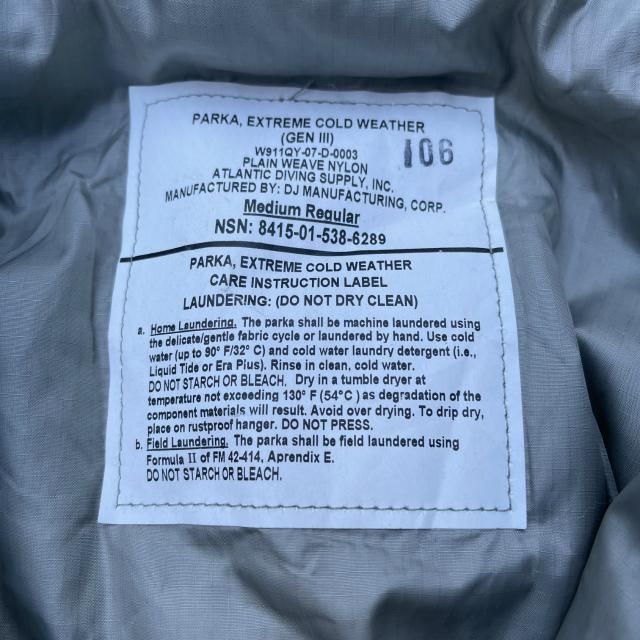 PARKA, EXTREME COLD WEATHER
(GEN III)
106
W911QY-07-D-0003
PLAIN WEAVE NYLON
ATLANTIC DIVING SUPPLY, INC.
MANUFACTURED BY: DJ MANUFACTURING, CORP.
Medium Regular
NSN: 8415-01-538-6289
PARKA, EXTREME COLD WEATHER
CARE INSTRUCTION LABEL
LAUNDERING: (DO NOT DRY CLEAN)
a. Home Laundering. The parka shall be machine laundered using
the delicate/gentle fabric cycle or laundered by hand. Use cold
water (up to 90° F/32° C) and cold water laundry detergent (i.e.,
Liquid Tide or Era Plus). Rinse in clean, cold water.
DO NOT STARCH OR BLEACH. Dry in a tumble dryer at
temperature not exceeding 130° F (54°C ) as degradation of the
component materials will result. Avoid over drying. To drip dry,
place on rustproof hanger. DO NOT PRESS.
b. Field Laundering. The parka shall be field laundered using
Formula II of FM 42-414, Aprendix E.
DO NOT STARCH OR BLEACH.